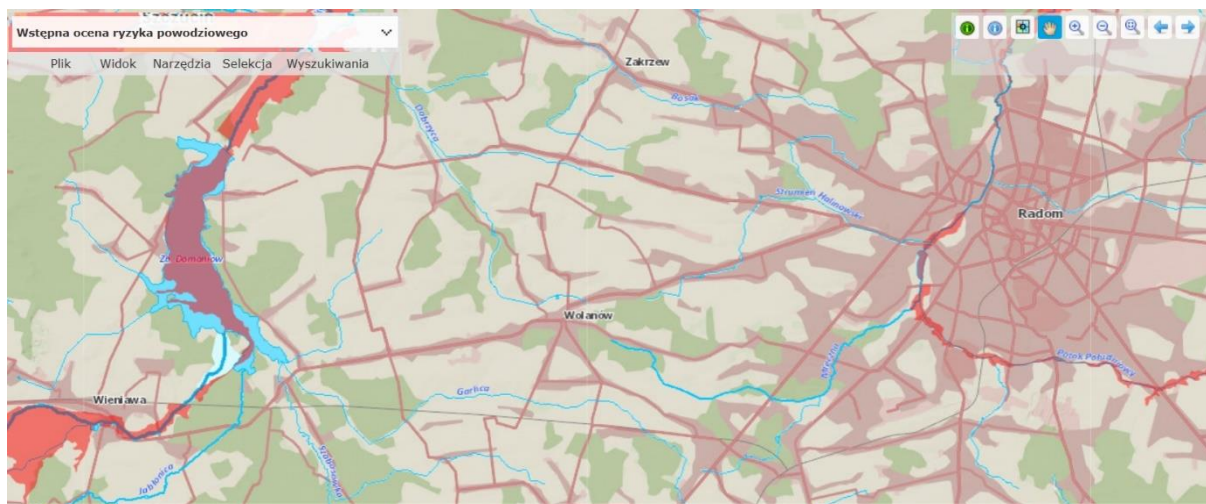 Wstępna ocena ryzyka powodziowego
Plik Widok Narzędzia Selekcja Wyszukiwania
Zakrzew
Dobrzyca
Strumień Halinowski
Radom
Zb. Domaniów
Wolanów
Mleczna
Potok Południowy
Garlica
Wieniawa
Jabłonica